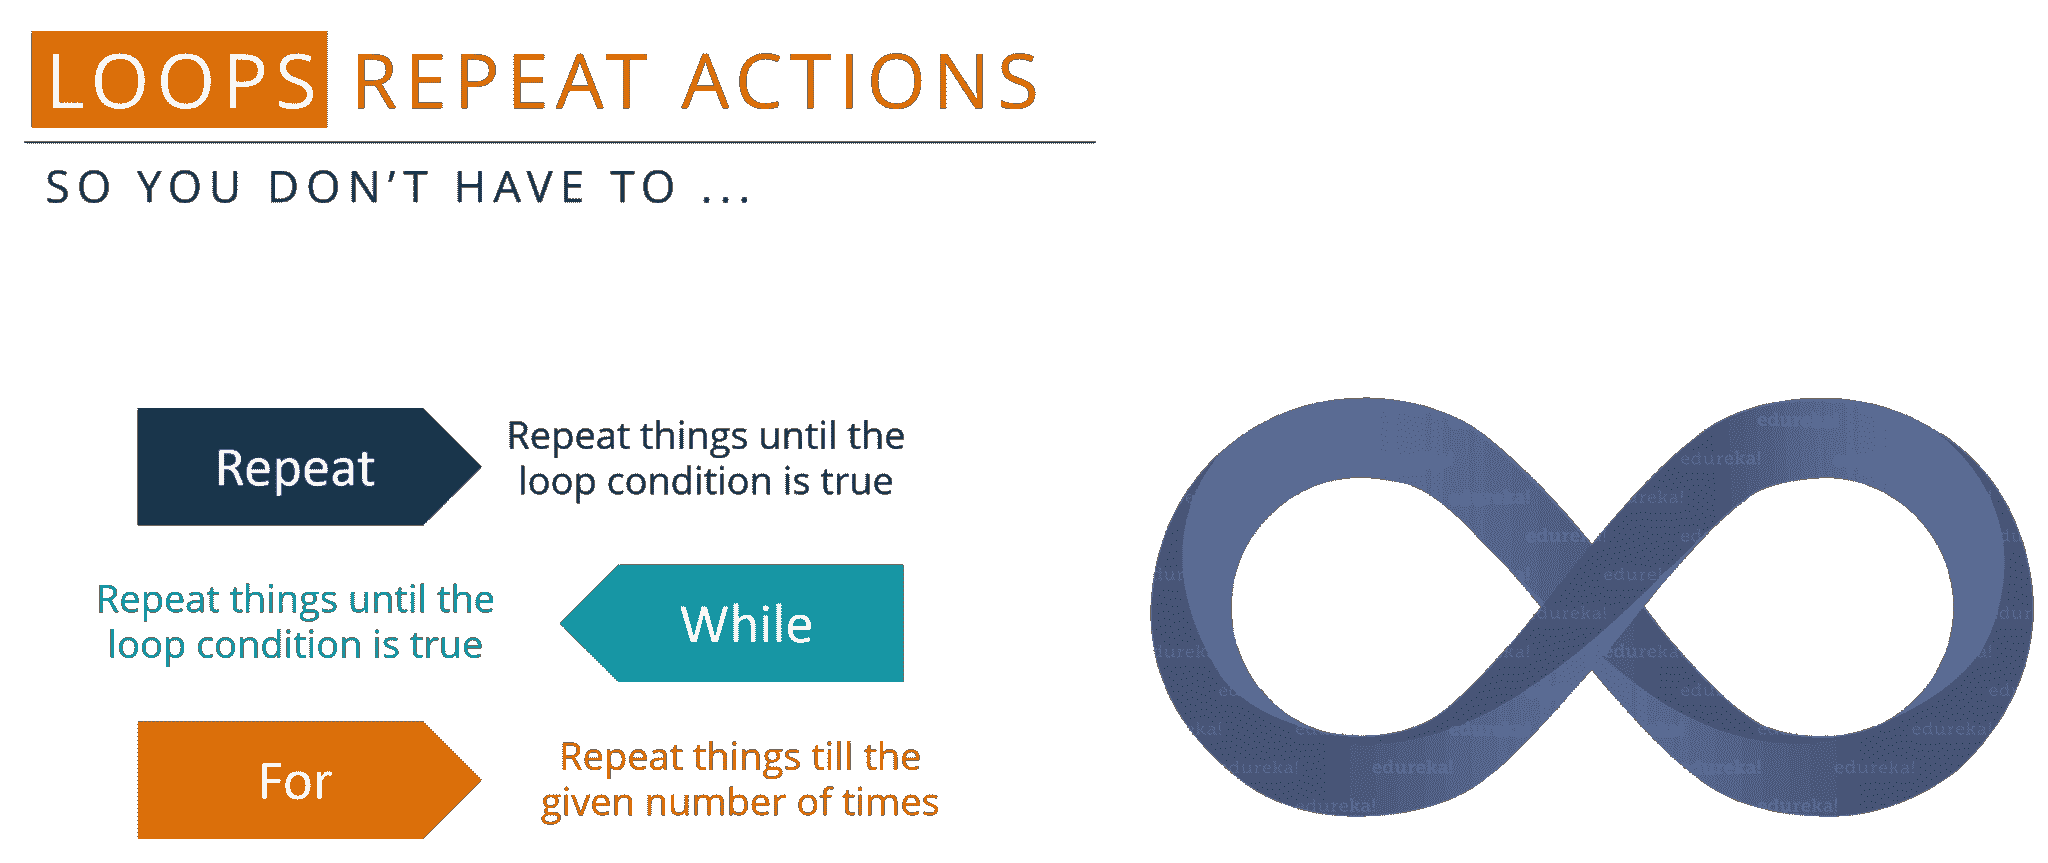 LOOPS REPEAT ACTIONS
SO YOU DON'T HAVE TO ...
Repeat
Repeat things until the
loop condition is true
Repeat things until the
loop condition is true
While
For
Repeat things till the
given number of times
edureka!